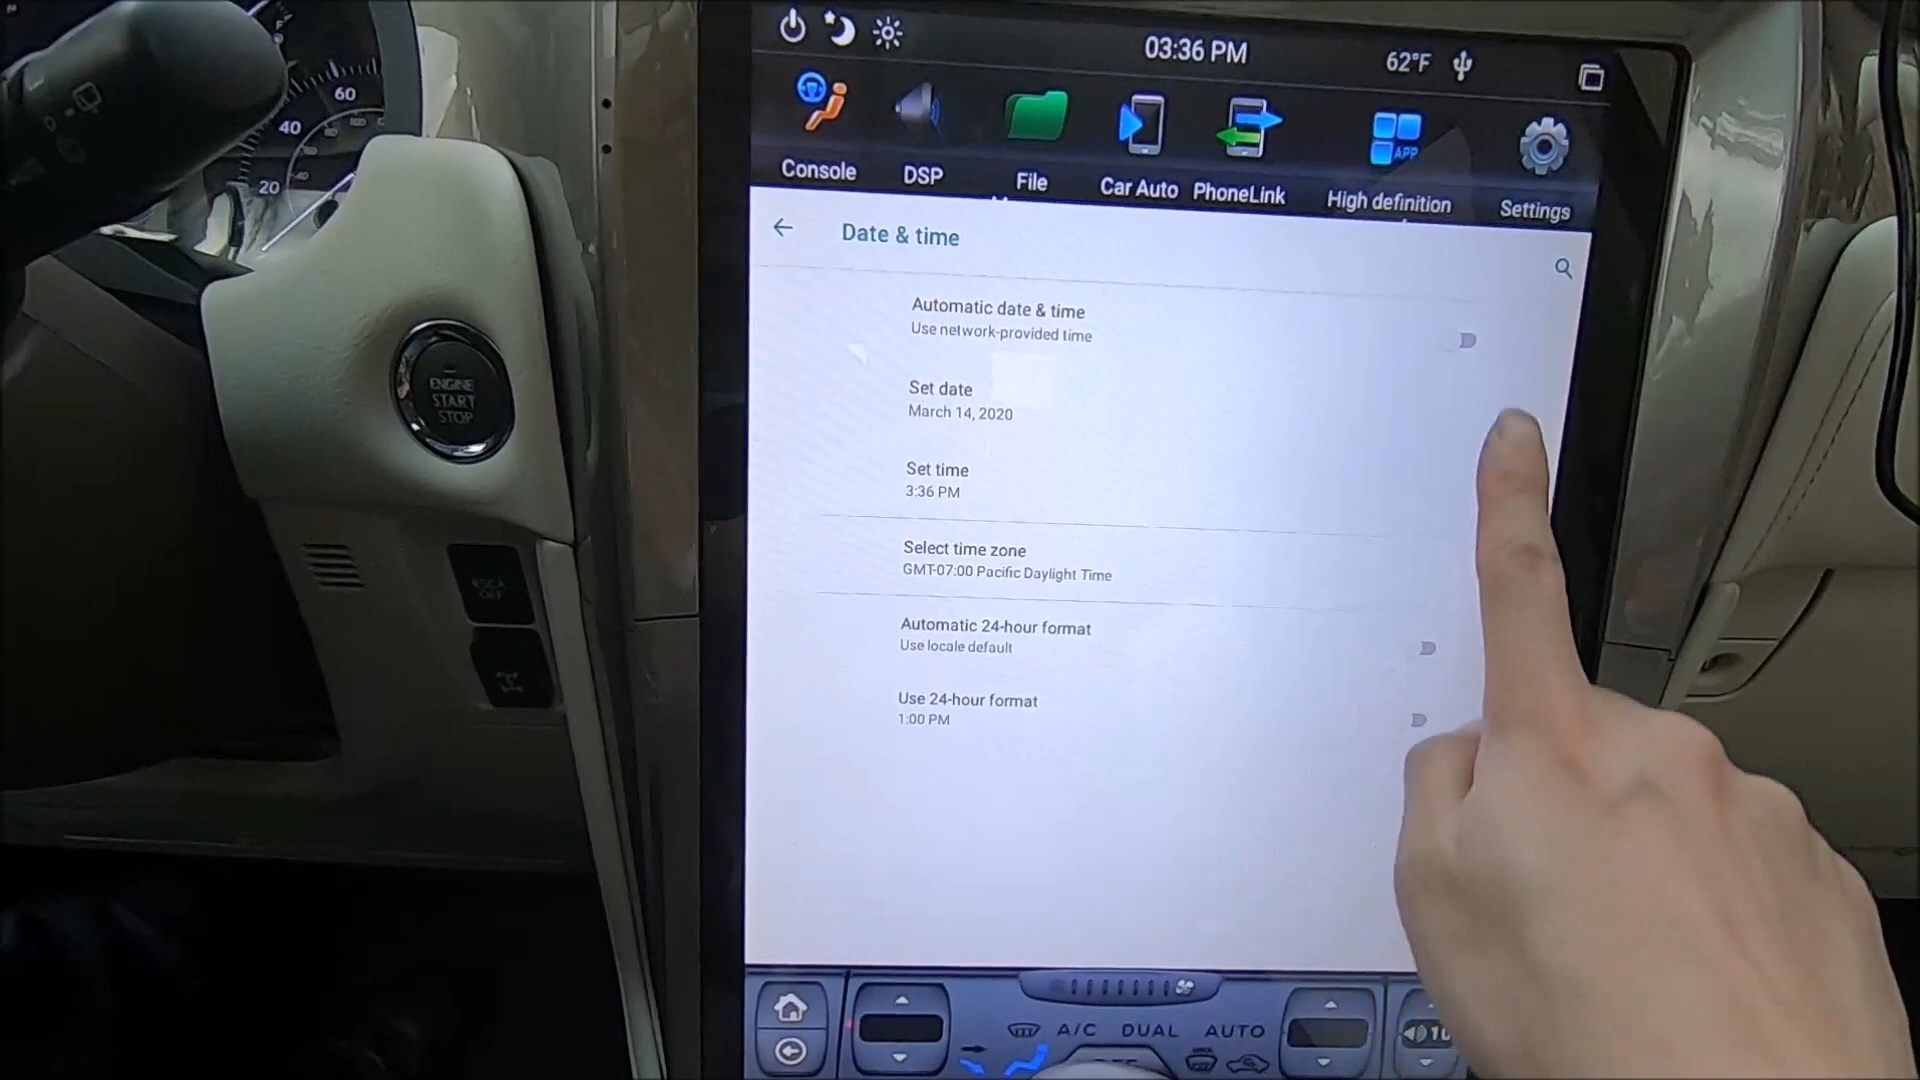 60
40
20
ENGINE
START
STOP
OFF
03:36 PM
62°F
APP
Console
DSP
File
Car Auto
PhoneLink
High definition
Settings
Date & time
Automatic date & time
Use network-provided time
Set date
March 14, 2020
Set time
3:36 PM
Select time zone
GMT-07:00 Pacific Daylight Time
Automatic 24-hour format
Use locale default
Use 24-hour format
1:00 PM
A/C DUAL AUTO